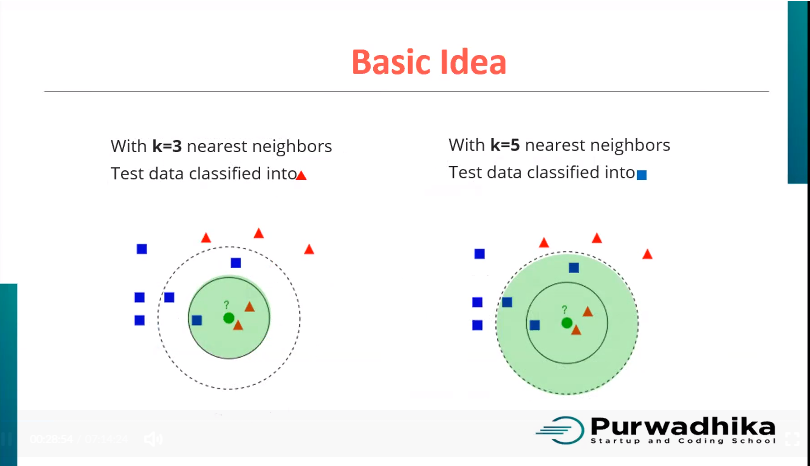 Basic Idea
With k=3 nearest neighbors
Test data classified into
With k=5 nearest neighbors
Test data classified into
?
?
Purwadhika
Startup and Coding School